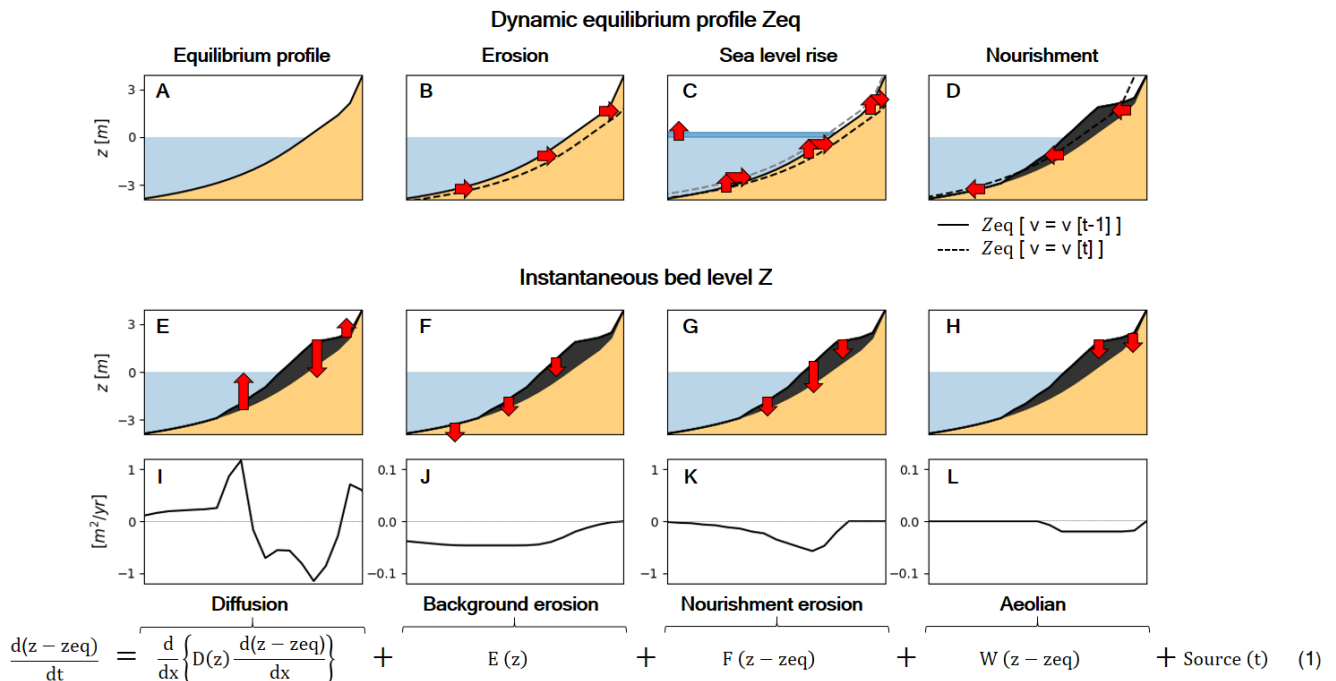 Dynamic equilibrium profile Zeq
Equilibrium profile Erosion Sea level rise Nourishment
A B C D
3
0
−3
z [m]
Zeq [ v = v [t-1] ]
Zeq [ v = v [t] ]
Instantaneous bed level Z
E F G H
3
0
−3
z [m]
I J K L
1 0.1 1 0.1
0 0.0 0 0.0
−1 −0.1 −1 −0.1
[m²/yr]
Diffusion Background erosion Nourishment erosion Aeolian
d(z − zeq)/dt = d/dx{D(z) d(z − zeq)/dx} + E (z) + F (z − zeq) + W (z − zeq) + Source (t) (1)